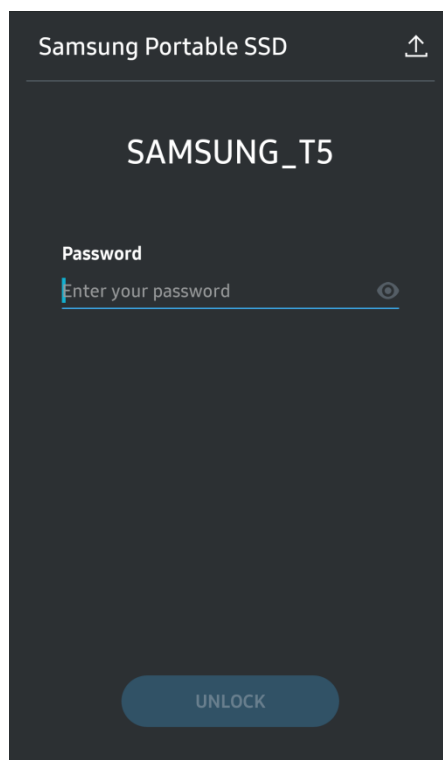 Samsung Portable SSD
SAMSUNG_T5
Password
Enter your password
UNLOCK